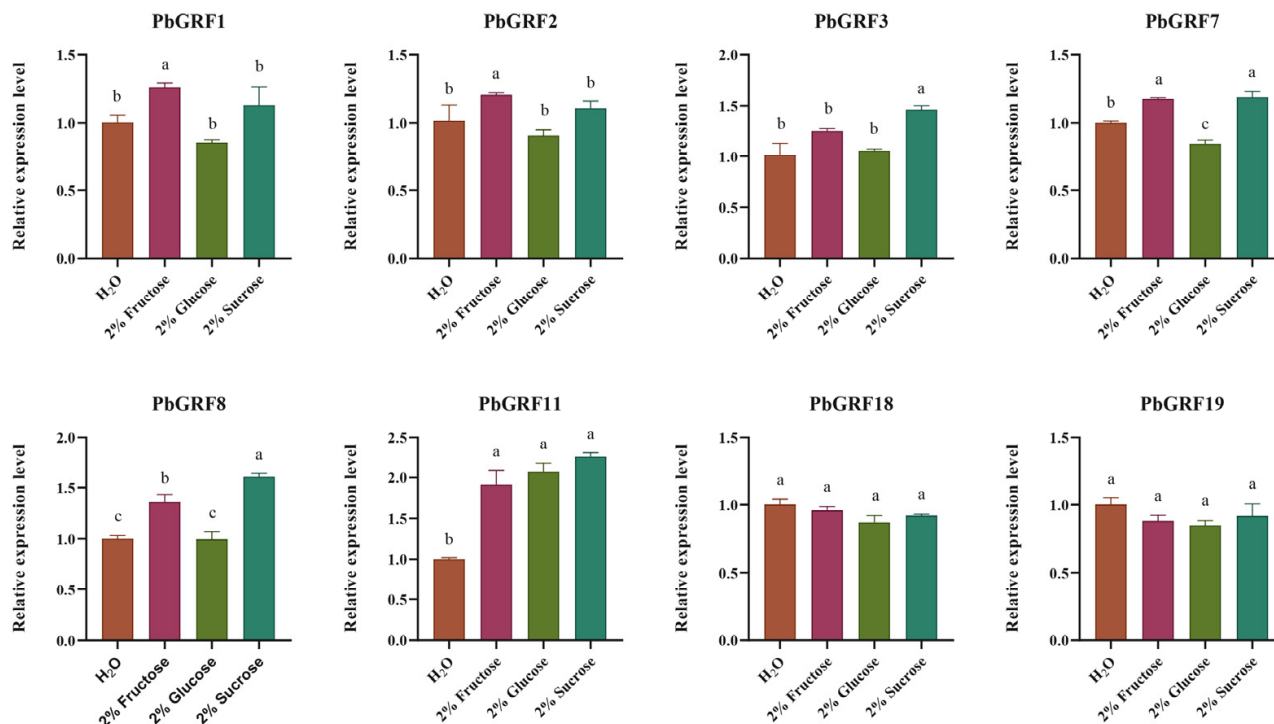 PbGRF1
Relative expression level
1.5
1.0
0.5
0.0
b
a
b
b
H₂O
2% Fructose
2% Glucose
2% Sucrose
PbGRF2
Relative expression level
1.5
1.0
0.5
0.0
b
a
b
b
H₂O
2% Fructose
2% Glucose
2% Sucrose
PbGRF3
Relative expression level
2.0
1.5
1.0
0.5
0.0
b
b
b
a
H₂O
2% Fructose
2% Glucose
2% Sucrose
PbGRF7
Relative expression level
1.5
1.0
0.5
0.0
b
a
c
a
H₂O
2% Fructose
2% Glucose
2% Sucrose
PbGRF8
Relative expression level
2.0
1.5
1.0
0.5
0.0
c
b
c
a
H₂O
2% Fructose
2% Glucose
2% Sucrose
PbGRF11
Relative expression level
2.5
2.0
1.5
1.0
0.5
0.0
b
a
a
a
H₂O
2% Fructose
2% Glucose
2% Sucrose
PbGRF18
Relative expression level
1.5
1.0
0.5
0.0
a
a
a
a
H₂O
2% Fructose
2% Glucose
2% Sucrose
PbGRF19
Relative expression level
1.5
1.0
0.5
0.0
a
a
a
a
H₂O
2% Fructose
2% Glucose
2% Sucrose